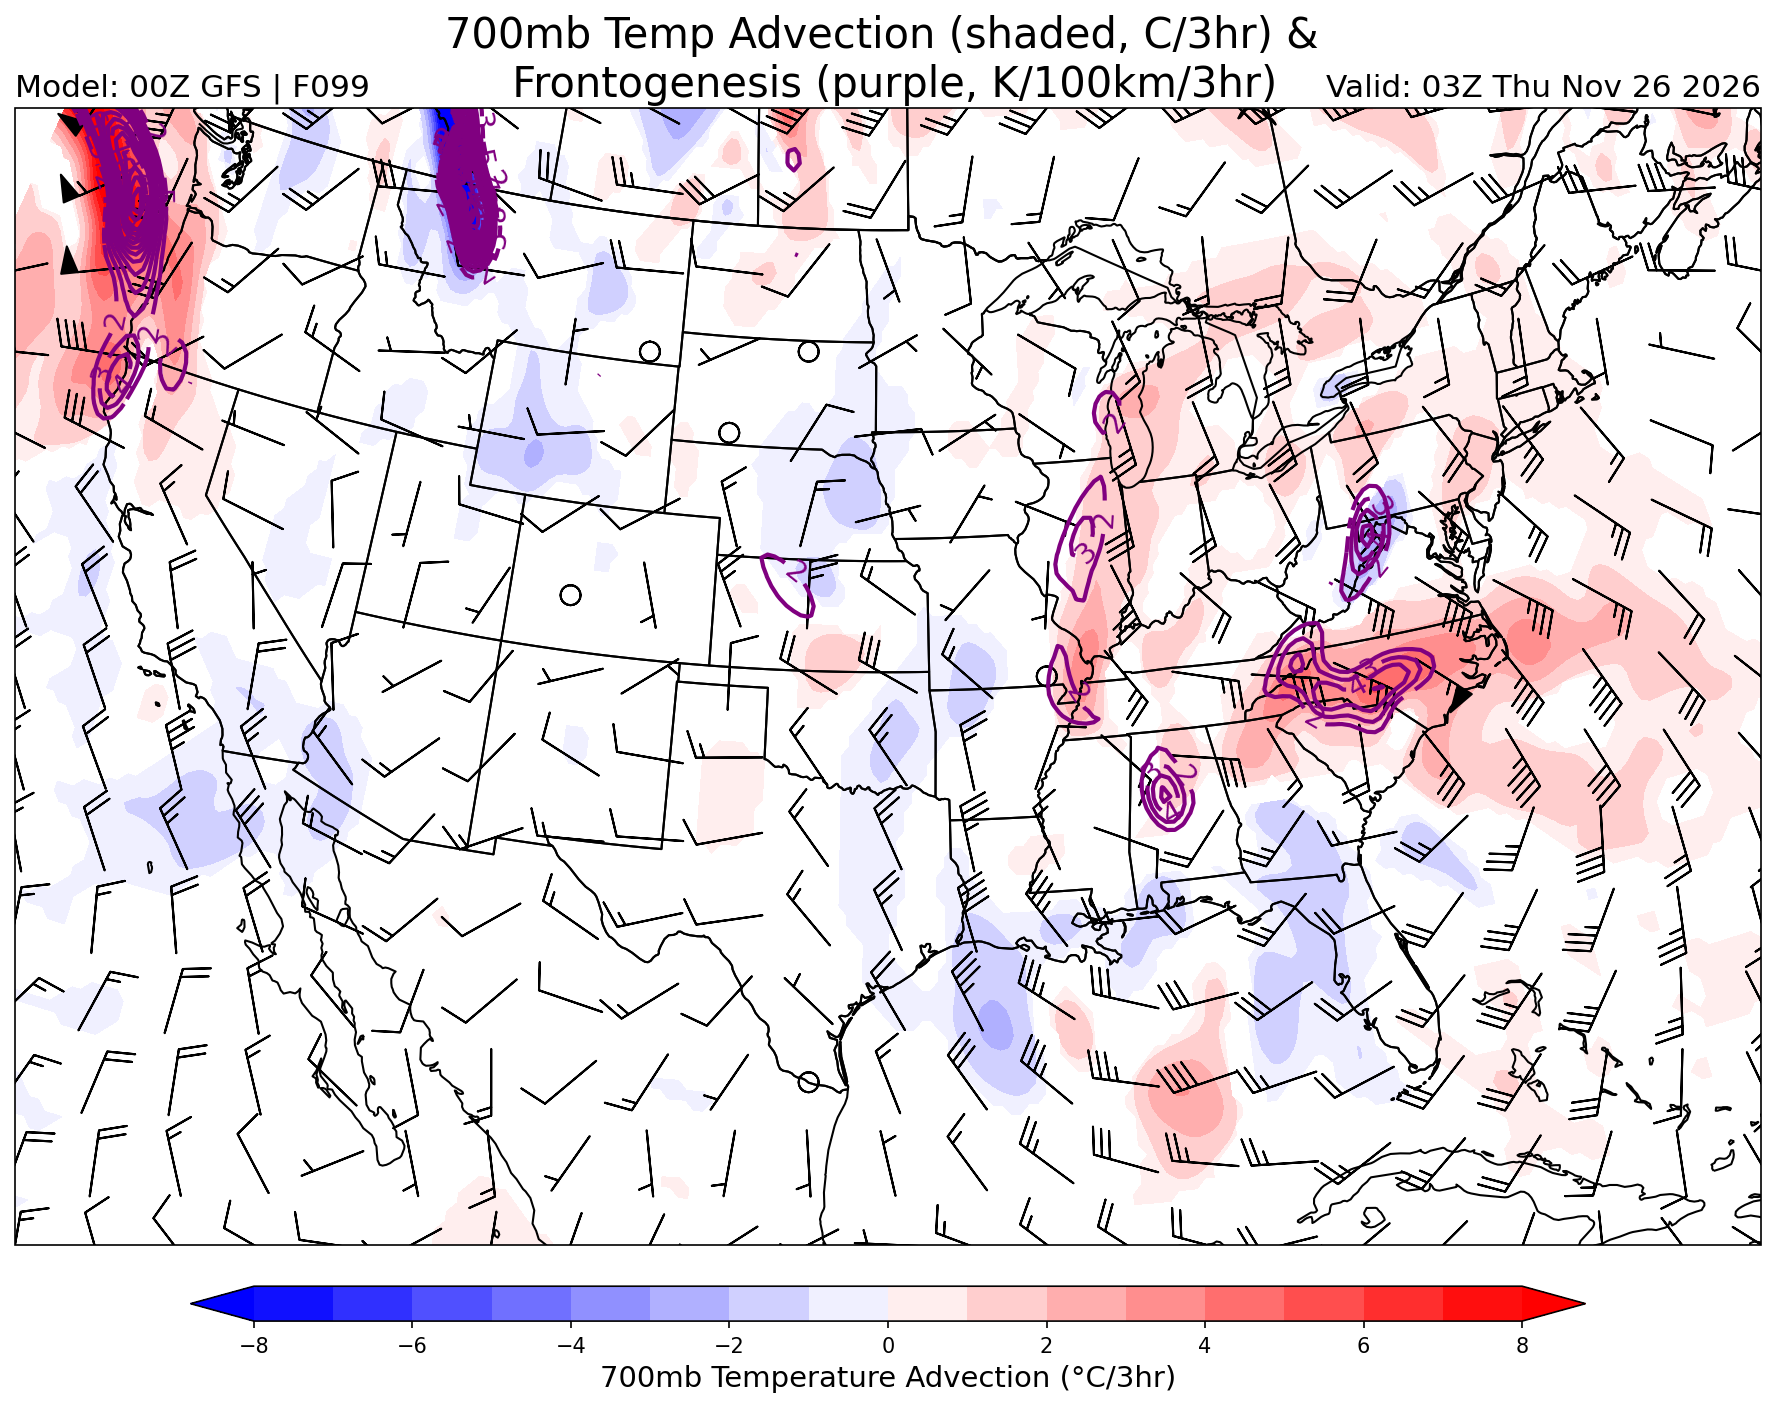 700mb Temp Advection (shaded, C/3hr) &
Frontogenesis (purple, K/100km/3hr)
Model: 00Z GFS | F099
Valid: 03Z Thu Nov 26 2026
−8 −6 −4 −2 0 2 4 6 8
700mb Temperature Advection (°C/3hr)